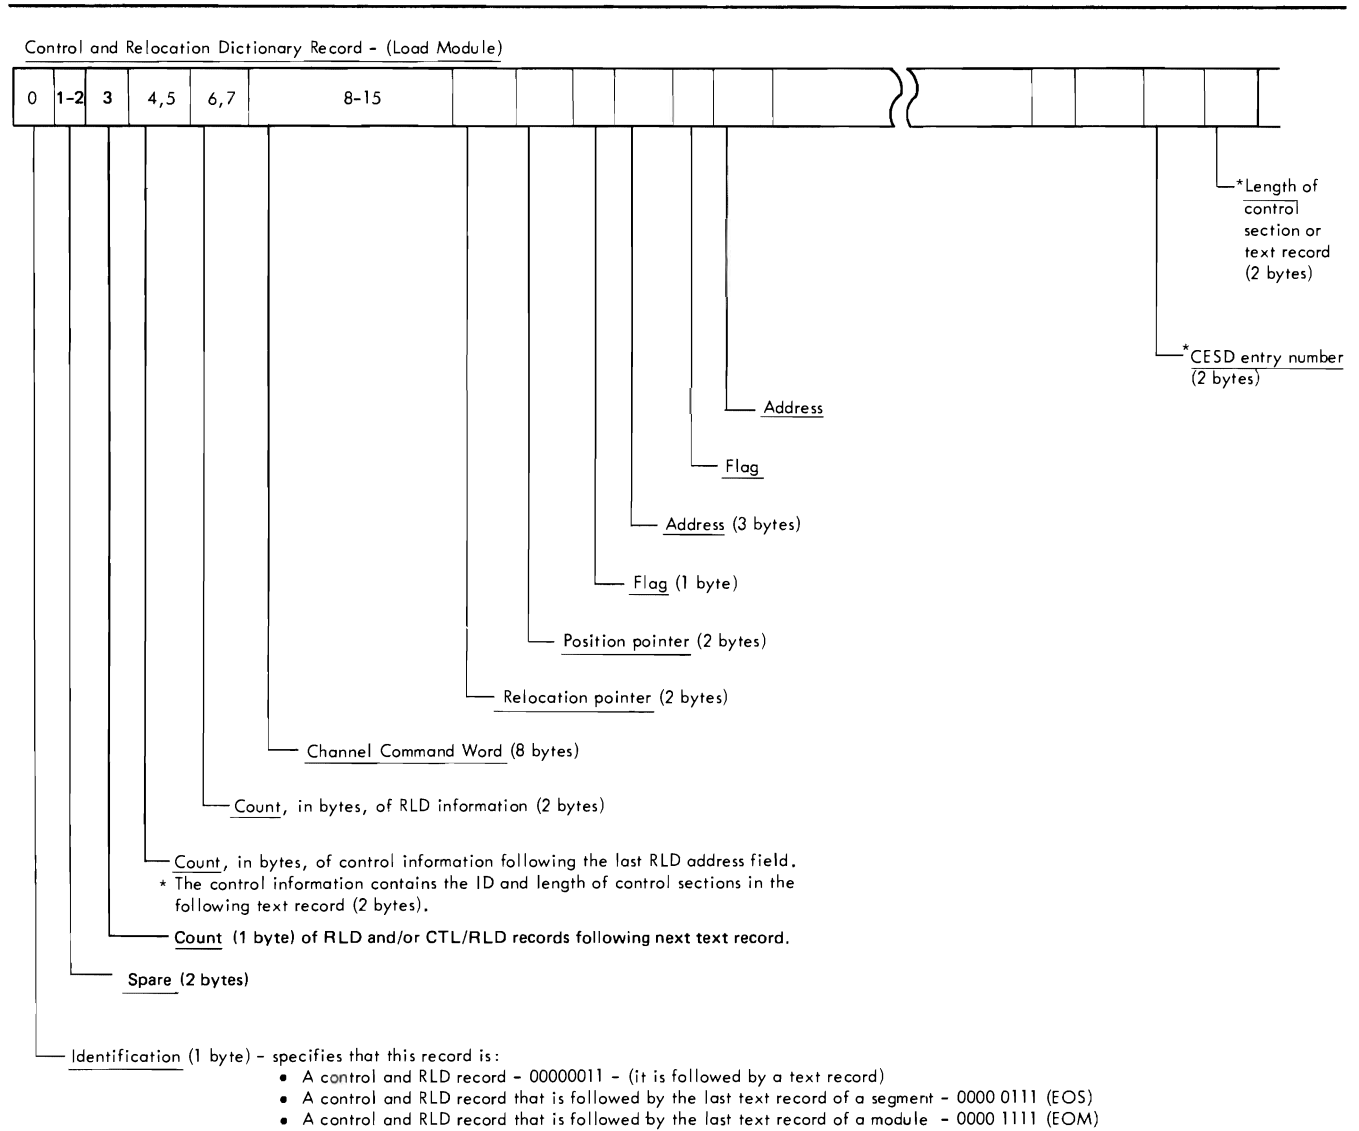 Control and Relocation Dictionary Record - (Load Module)
0 1-2 3 4,5 6,7 8-15
*Length of
control
section or
text record
(2 bytes)
*CESD entry number
(2 bytes)
Address
Flag
Address (3 bytes)
Flag (1 byte)
Position pointer (2 bytes)
Relocation pointer (2 bytes)
Channel Command Word (8 bytes)
Count, in bytes, of RLD information (2 bytes)
Count, in bytes, of control information following the last RLD address field.
* The control information contains the ID and length of control sections in the
following text record (2 bytes).
Count (1 byte) of RLD and/or CTL/RLD records following next text record.
Spare (2 bytes)
Identification (1 byte) - specifies that this record is:
• A control and RLD record - 00000011 - (it is followed by a text record)
• A control and RLD record that is followed by the last text record of a segment - 0000 0111 (EOS)
• A control and RLD record that is followed by the last text record of a module - 0000 1111 (EOM)